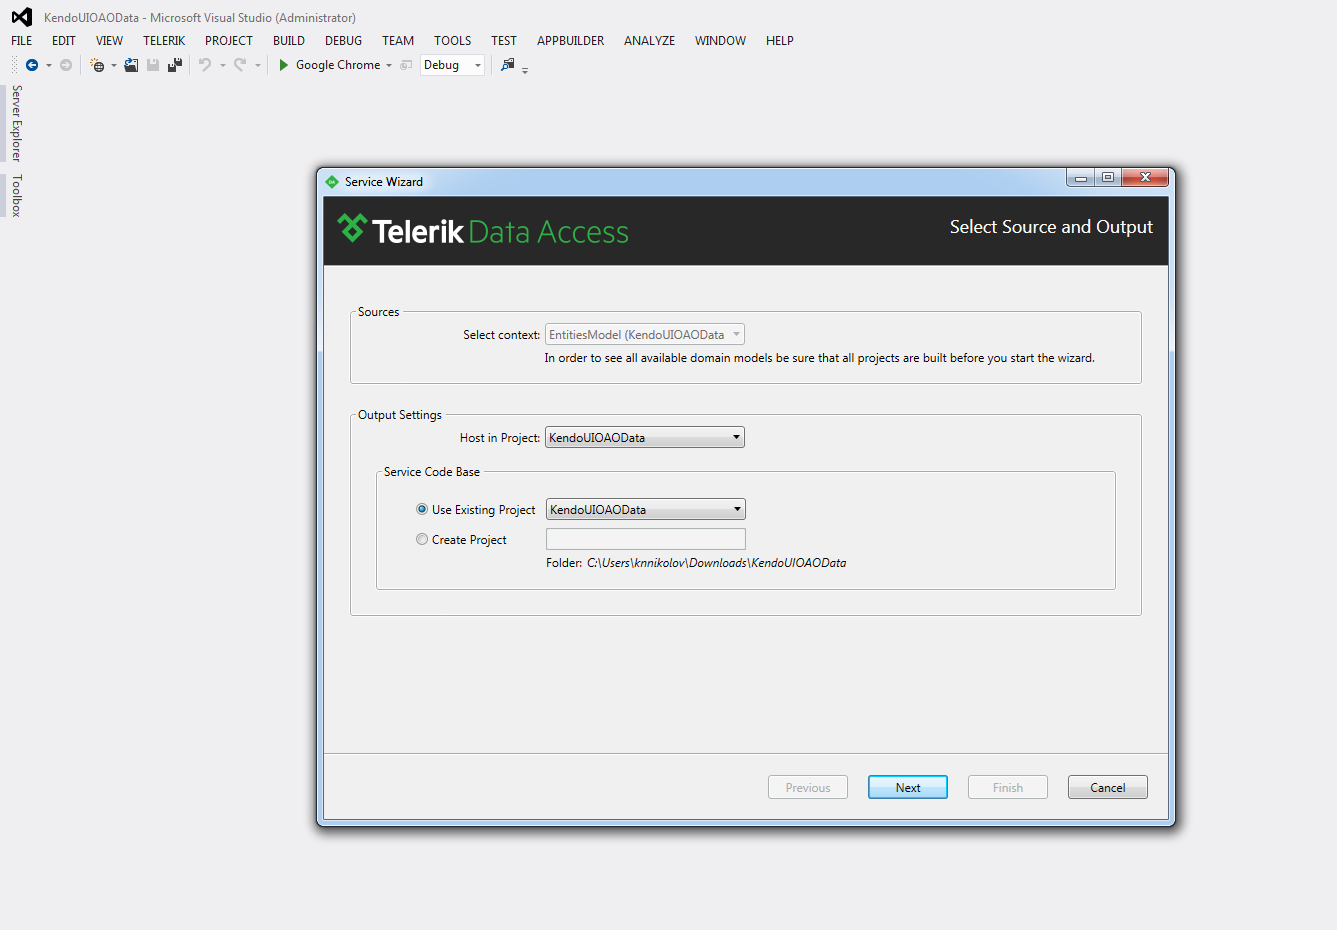 KendoUIOAOData - Microsoft Visual Studio (Administrator)
FILE EDIT VIEW TELERIK PROJECT BUILD DEBUG TEAM TOOLS TEST APPBUILDER ANALYZE WINDOW HELP
Google Chrome Debug
Server Explorer
Toolbox
Service Wizard
Telerik Data Access
Select Source and Output
Sources
Select context: EntitiesModel (KendoUIOAOData
In order to see all available domain models be sure that all projects are built before you start the wizard.
Output Settings
Host in Project: KendoUIOAOData
Service Code Base
Use Existing Project KendoUIOAOData
Create Project
Folder: C:\Users\knnikolov\Downloads\KendoUIOAOData
Previous Next Finish Cancel